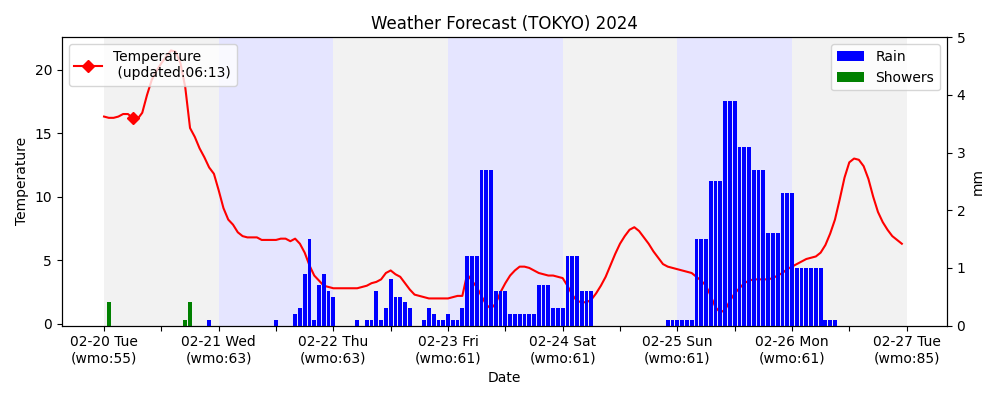 Weather Forecast (TOKYO) 2024
Temperature
(updated:06:13)
Rain
Showers
20
15
10
5
0
Temperature
5
4
3
2
1
0
mm
02-20 Tue
(wmo:55)
02-21 Wed
(wmo:63)
02-22 Thu
(wmo:63)
02-23 Fri
(wmo:61)
02-24 Sat
(wmo:61)
02-25 Sun
(wmo:61)
02-26 Mon
(wmo:61)
02-27 Tue
(wmo:85)
Date